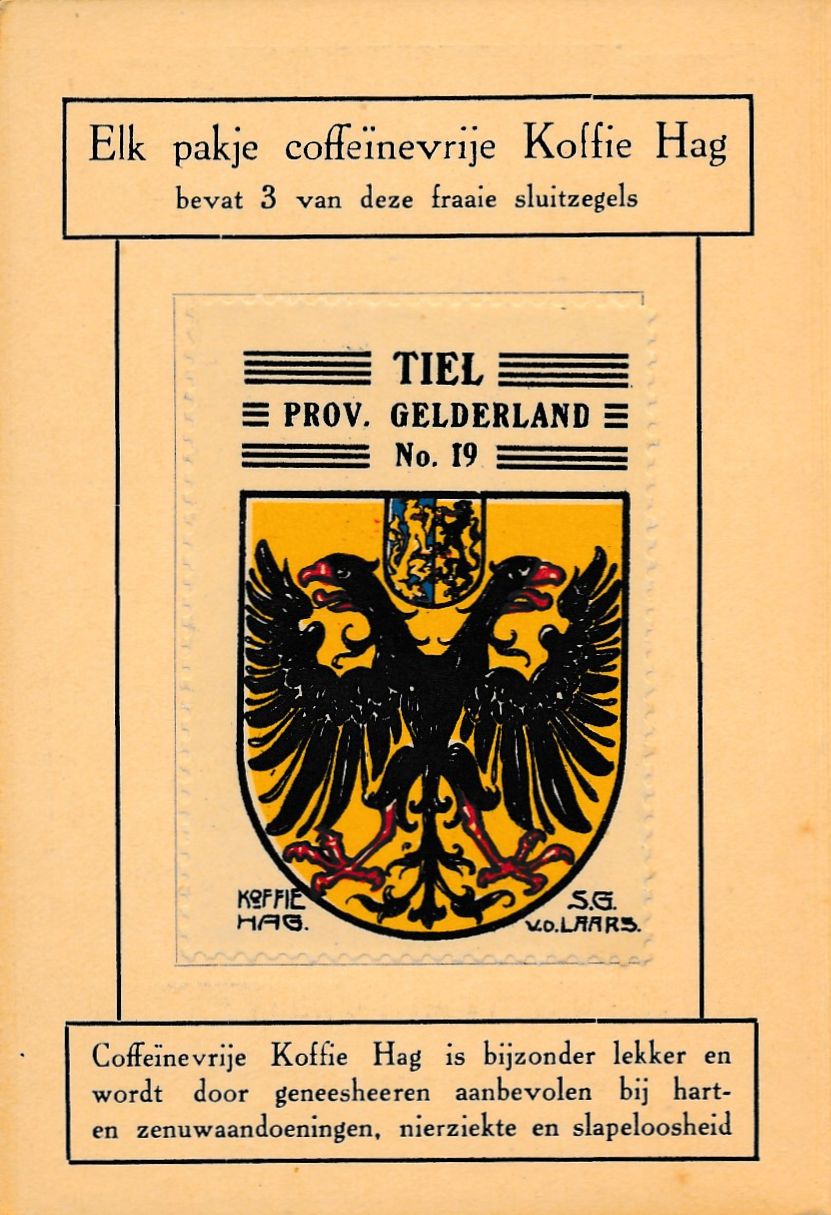 Elk pakje coffeïnevrije Koffie Hag
bevat 3 van deze fraaie sluitzegels
TIEL
PROV. GELDERLAND
No. 19
KOFFIE
HAG.
S.G.
v.d.LAARS.
Coffeïnevrije Koffie Hag is bijzonder lekker en
wordt door geneesheeren aanbevolen bij hart-
en zenuwaandoeningen, nierziekte en slapeloosheid